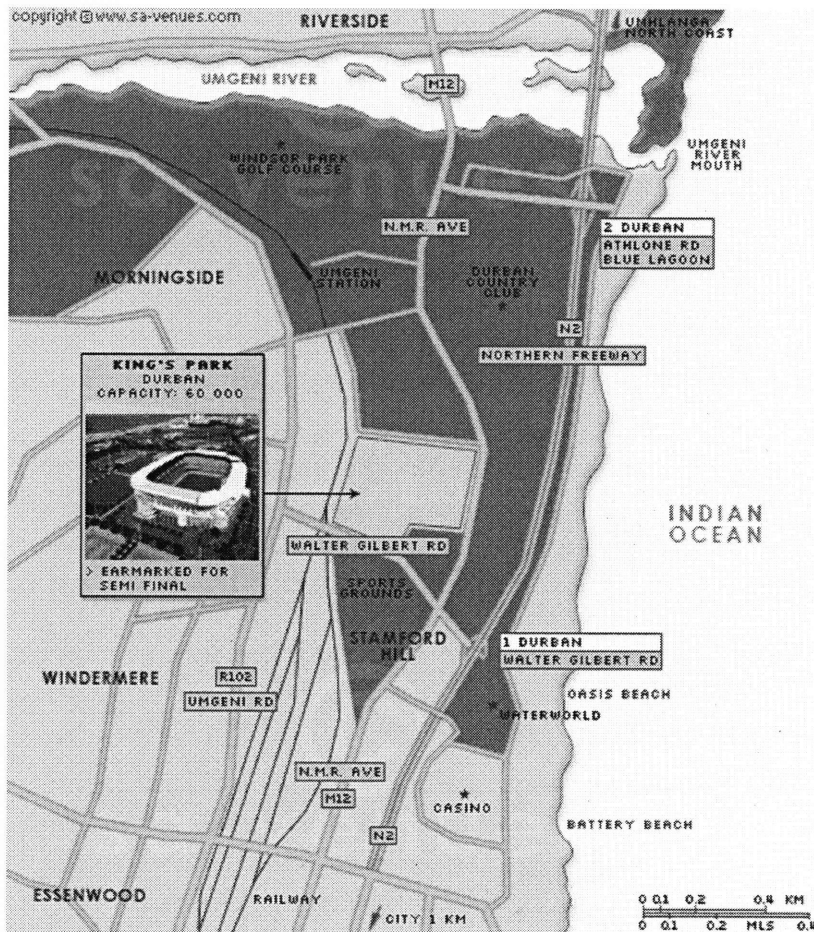 copyright@www.sa-venues.com
RIVERSIDE
UMHLANGA
NORTH COAST
UMGENI RIVER
M12
WINDSOR PARK
GOLF COURSE
UMGENI
RIVER
MOUTH
N.M.R. AVE
2 DURBAN
ATHLONE RD
BLUE LAGOON
MORNINGSIDE
UMGENI
STATION
DURBAN
COUNTRY
CLUB
N2
NORTHERN FREEWAY
KING'S PARK
DURBAN
CAPACITY: 60 000
> EARMARKED FOR
SEMI FINAL
INDIAN
OCEAN
WALTER GILBERT RD
SPORTS
GROUNDS
STAMFORD
HILL
1 DURBAN
WALTER GILBERT RD
WINDERMERE
R102
UMGENI RD
OASIS BEACH
WATERWORLD
N.M.R. AVE
M12
CASINO
N2
BATTERY BEACH
ESSENWOOD
RAILWAY
CITY 1 KM
0 0.1 0.2 0.4 KM
0 0.1 0.2 MLS 0.4